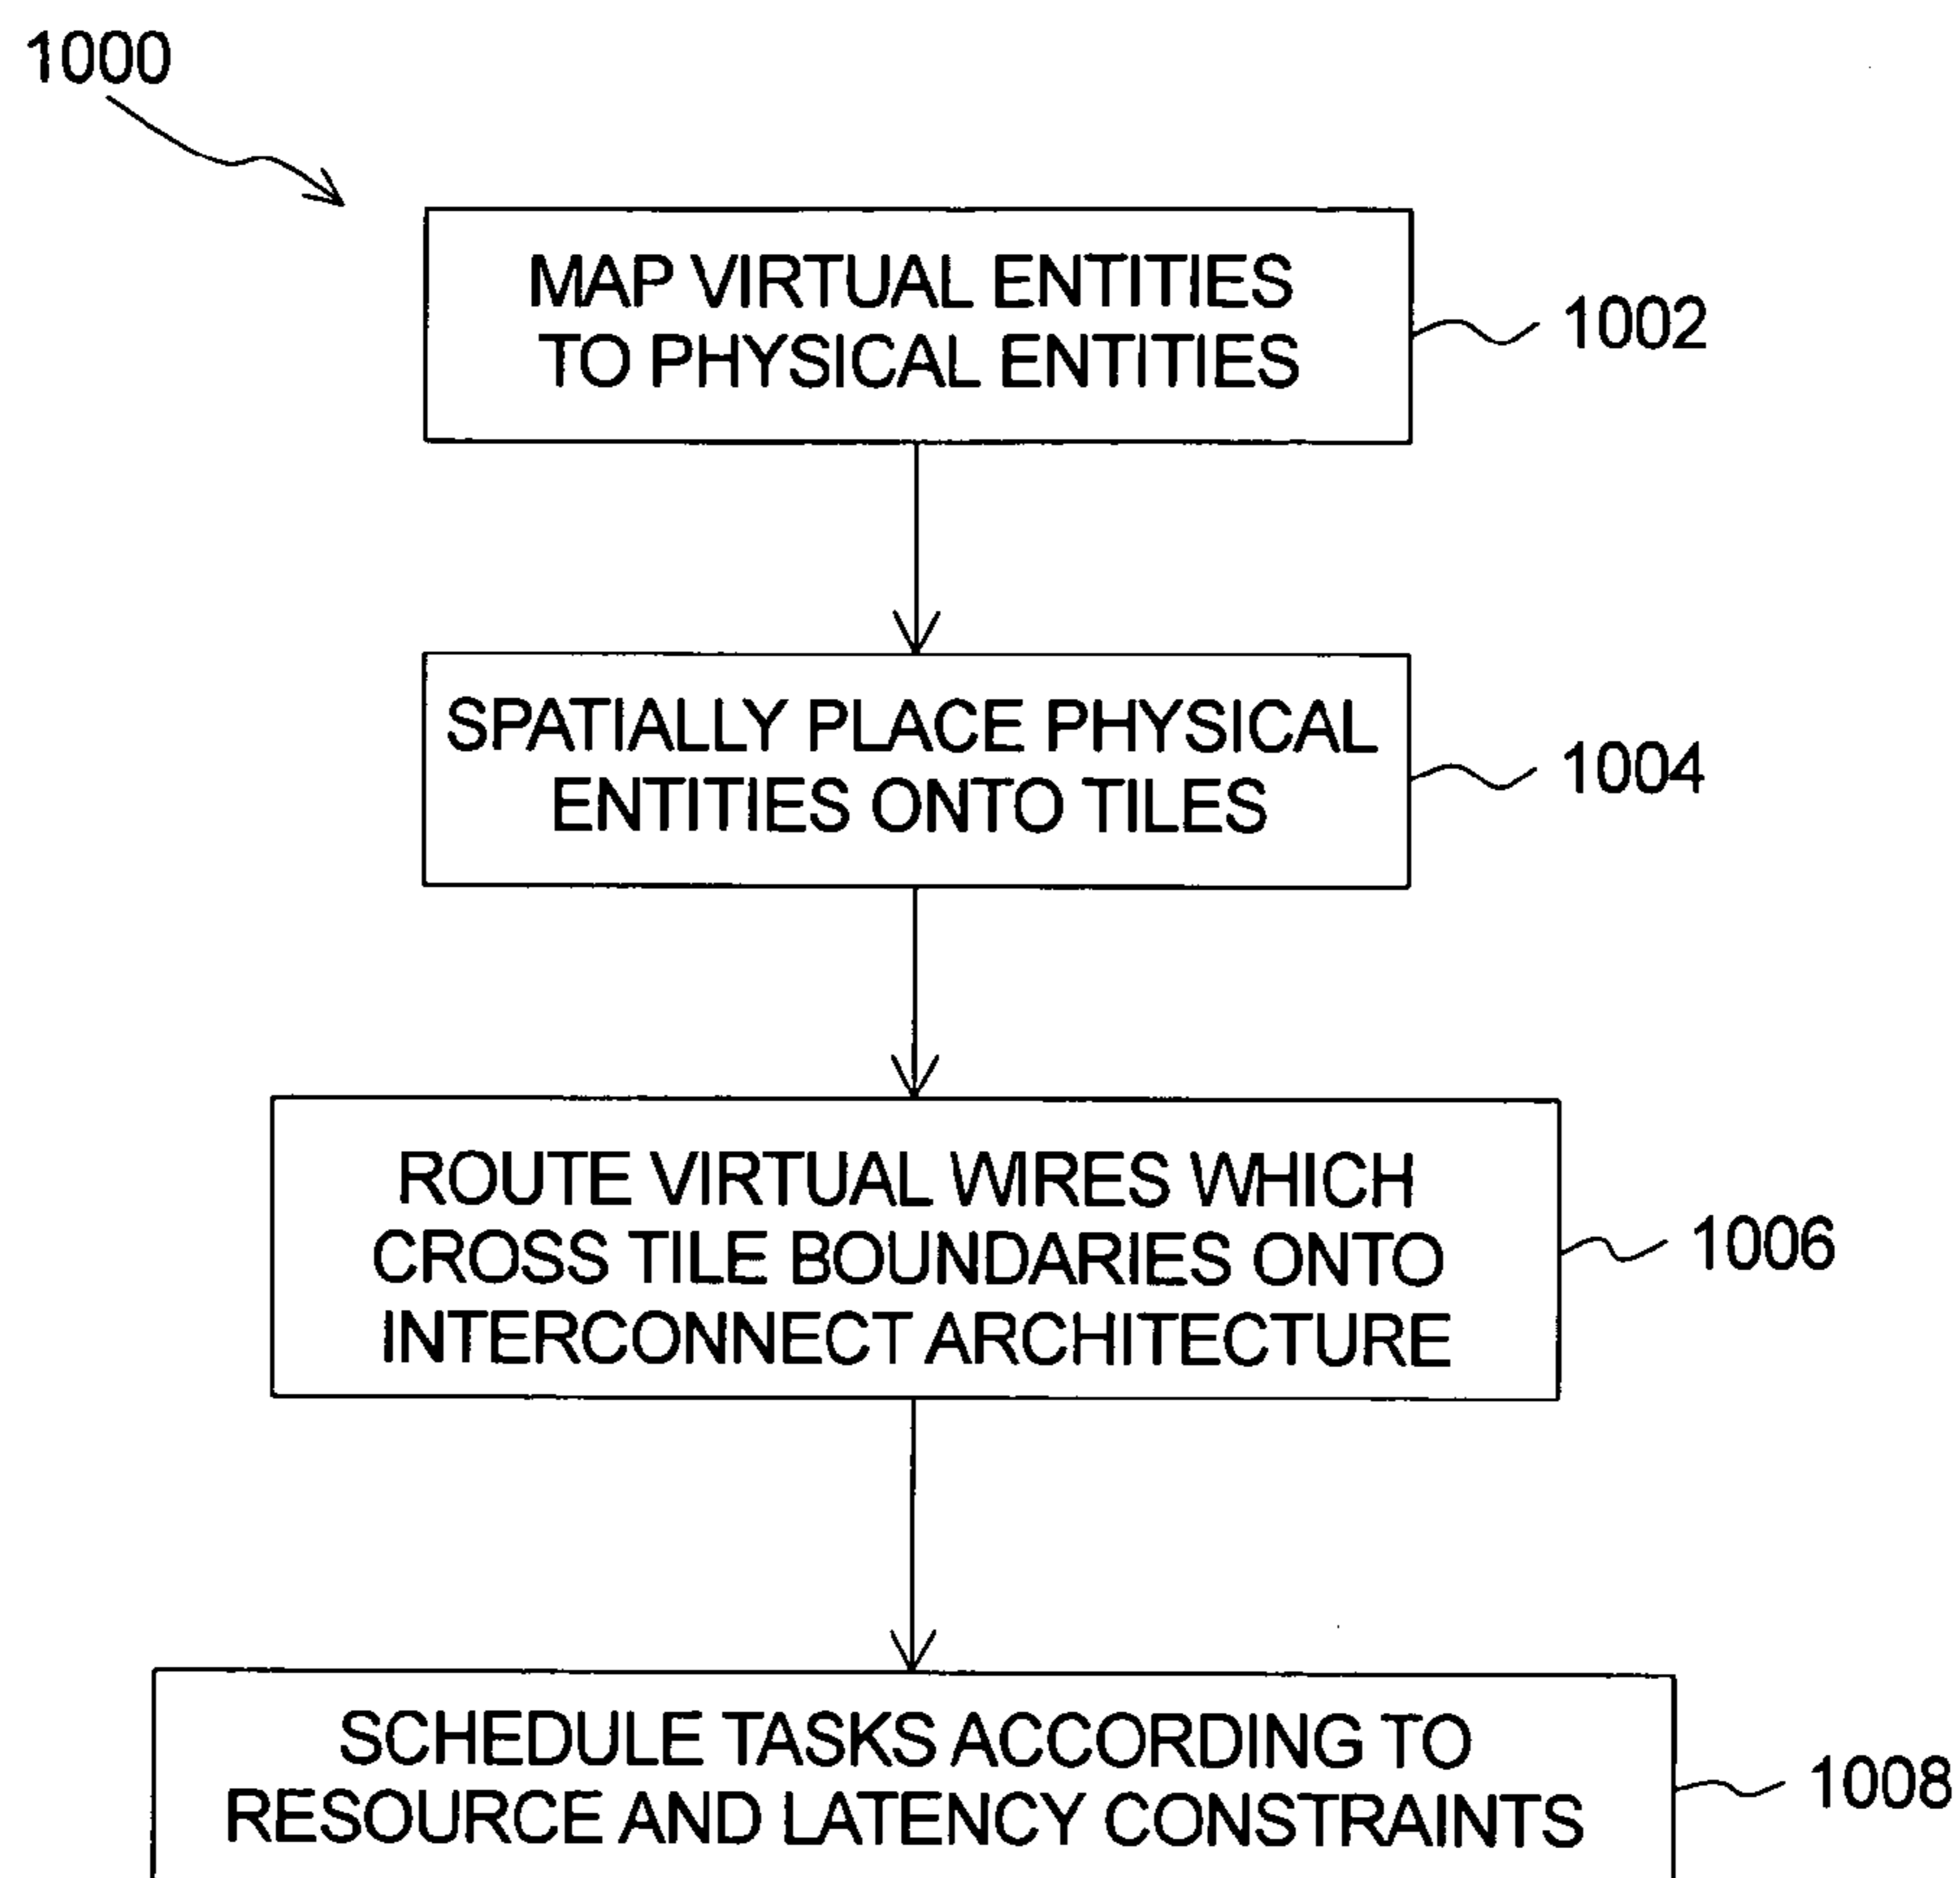 1000
MAP VIRTUAL ENTITIES
TO PHYSICAL ENTITIES
1002
SPATIALLY PLACE PHYSICAL
ENTITIES ONTO TILES
1004
ROUTE VIRTUAL WIRES WHICH
CROSS TILE BOUNDARIES ONTO
INTERCONNECT ARCHITECTURE
1006
SCHEDULE TASKS ACCORDING TO
RESOURCE AND LATENCY CONSTRAINTS
1008